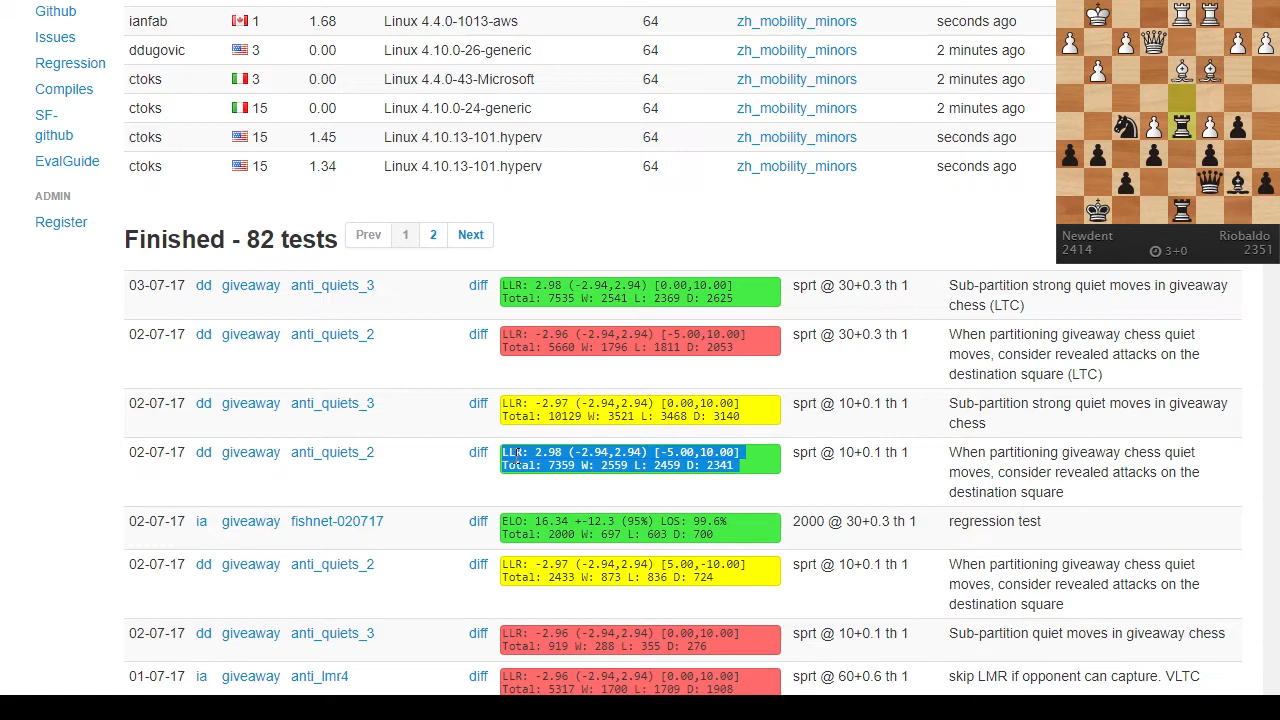 Github
Issues
Regression
Compiles
SF-
github
EvalGuide
ADMIN
Register
ianfab 1 1.68 Linux 4.4.0-1013-aws 64 zh_mobility_minors seconds ago
ddugovic 3 0.00 Linux 4.10.0-26-generic 64 zh_mobility_minors 2 minutes ago
ctoks 3 0.00 Linux 4.4.0-43-Microsoft 64 zh_mobility_minors 2 minutes ago
ctoks 15 0.00 Linux 4.10.0-24-generic 64 zh_mobility_minors 2 minutes ago
ctoks 15 1.45 Linux 4.10.13-101.hyperv 64 zh_mobility_minors seconds ago
ctoks 15 1.34 Linux 4.10.13-101.hyperv 64 zh_mobility_minors seconds ago
Newdent Riobaldo
2414 3+0 2351
Finished - 82 tests Prev 1 2 Next
03-07-17 dd giveaway anti_quiets_3 diff LLR: 2.98 (-2.94,2.94) [0.00,10.00] sprt @ 30+0.3 th 1 Sub-partition strong quiet moves in giveaway
Total: 7535 W: 2541 L: 2369 D: 2625 chess (LTC)
02-07-17 dd giveaway anti_quiets_2 diff LLR: -2.96 (-2.94,2.94) [-5.00,10.00] sprt @ 30+0.3 th 1 When partitioning giveaway chess quiet
Total: 5660 W: 1796 L: 1811 D: 2053 moves, consider revealed attacks on the
destination square (LTC)
02-07-17 dd giveaway anti_quiets_3 diff LLR: -2.97 (-2.94,2.94) [0.00,10.00] sprt @ 10+0.1 th 1 Sub-partition strong quiet moves in giveaway
Total: 10129 W: 3521 L: 3468 D: 3140 chess
02-07-17 dd giveaway anti_quiets_2 diff LLR: 2.98 (-2.94,2.94) [-5.00,10.00] sprt @ 10+0.1 th 1 When partitioning giveaway chess quiet
Total: 7359 W: 2559 L: 2459 D: 2341 moves, consider revealed attacks on the
destination square
02-07-17 ia giveaway fishnet-020717 diff ELO: 16.34 +-12.3 (95%) LOS: 99.6% 2000 @ 30+0.3 th 1 regression test
Total: 2000 W: 697 L: 603 D: 700
02-07-17 dd giveaway anti_quiets_2 diff LLR: -2.97 (-2.94,2.94) [5.00,-10.00] sprt @ 10+0.1 th 1 When partitioning giveaway chess quiet
Total: 2433 W: 873 L: 836 D: 724 moves, consider revealed attacks on the
destination square
02-07-17 dd giveaway anti_quiets_3 diff LLR: -2.96 (-2.94,2.94) [0.00,10.00] sprt @ 10+0.1 th 1 Sub-partition quiet moves in giveaway chess
Total: 919 W: 288 L: 355 D: 276
01-07-17 ia giveaway anti_lmr4 diff LLR: -2.96 (-2.94,2.94) [0.00,10.00] sprt @ 60+0.6 th 1 skip LMR if opponent can capture. VLTC
Total: 5317 W: 1700 L: 1709 D: 1908